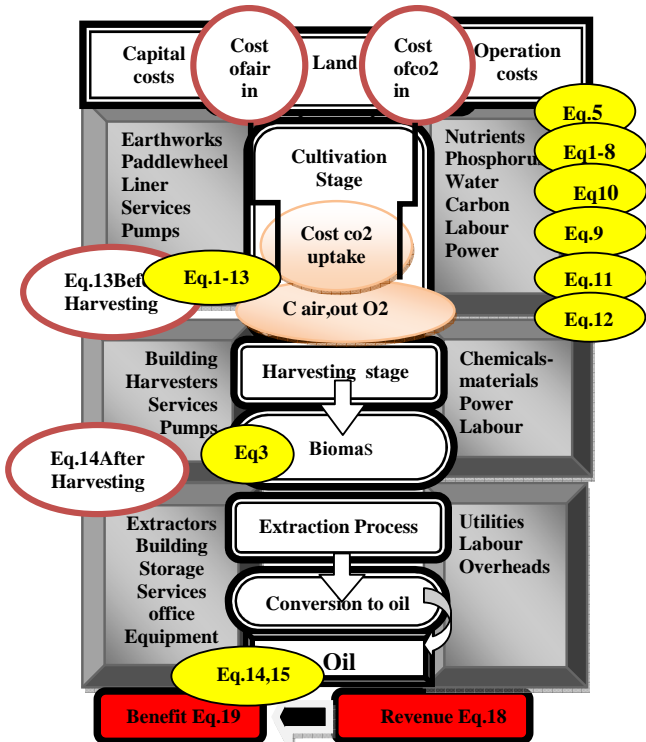 Capital
costs
Cost
ofair
in
Land
Cost
ofco2
in
Operation
costs
Earthworks
Paddlewheel
Liner
Services
Pumps
Cultivation
Stage
Cost co2
uptake
C air,out O2
Nutrients
Phosphorus
Water
Carbon
Labour
Power
Eq.5
Eq1-8
Eq10
Eq.9
Eq.11
Eq.12
Eq.13Befo
Harvesting
Eq.1-13
Building
Harvesters
Services
Pumps
Harvesting stage
Chemicals-
materials
Power
Labour
Eq.14After
Harvesting
Eq3
BiomaS
Extractors
Building
Storage
Services
office
Equipment
Extraction Process
Conversion to oil
Oil
Utilities
Labour
Overheads
Eq.14,15
Benefit Eq.19
Revenue Eq.18